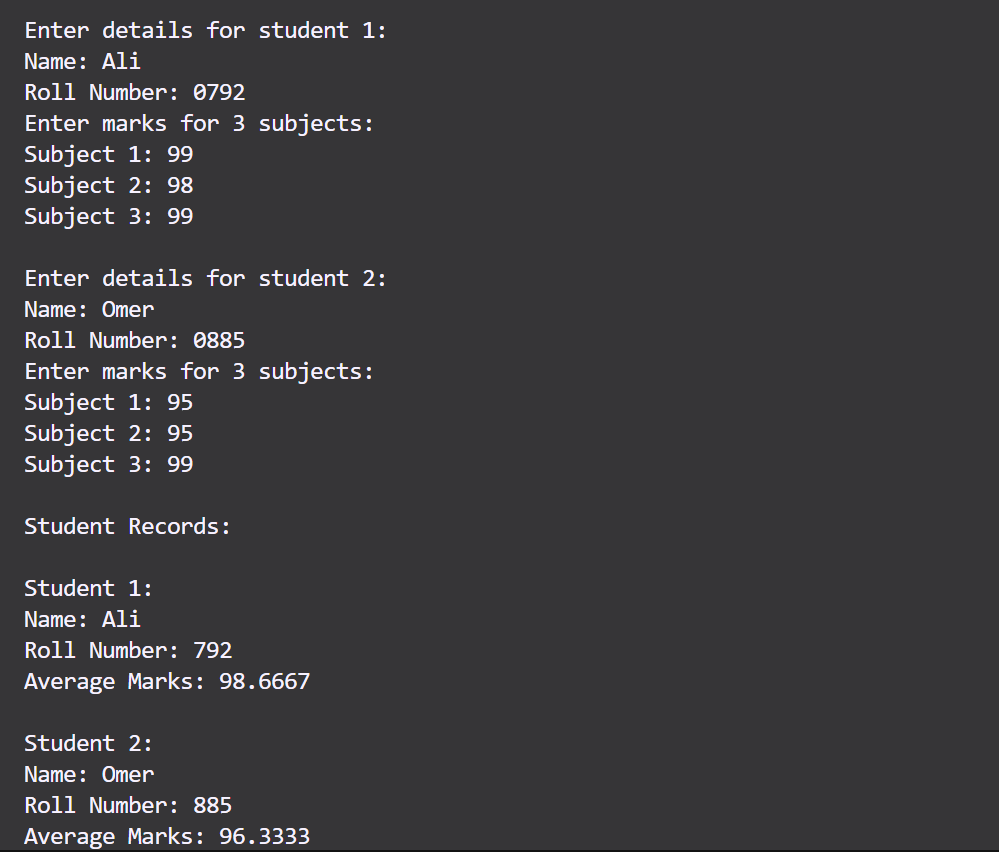 Enter details for student 1:
Name: Ali
Roll Number: 0792
Enter marks for 3 subjects:
Subject 1: 99
Subject 2: 98
Subject 3: 99
Enter details for student 2:
Name: Omer
Roll Number: 0885
Enter marks for 3 subjects:
Subject 1: 95
Subject 2: 95
Subject 3: 99
Student Records:
Student 1:
Name: Ali
Roll Number: 792
Average Marks: 98.6667
Student 2:
Name: Omer
Roll Number: 885
Average Marks: 96.3333